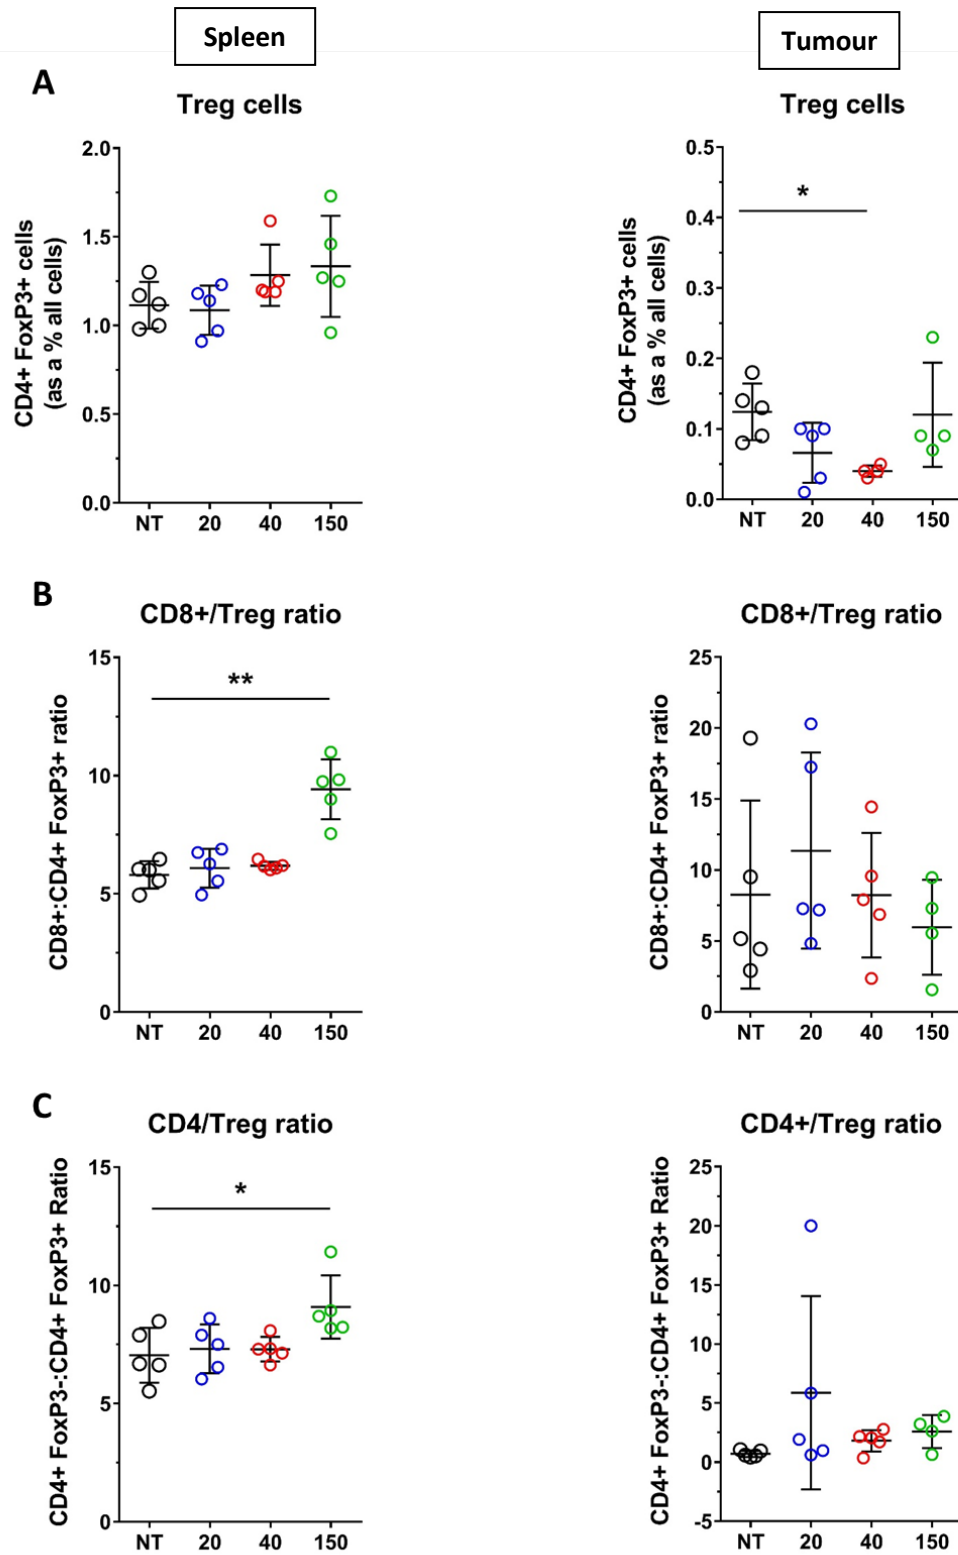 Spleen
Tumour
A
Treg cells
Treg cells
CD4+ FoxP3+ cells
(as a % all cells)
2.0
1.5
1.0
0.5
0.0
NT 20 40 150
CD4+ FoxP3+ cells
(as a % all cells)
0.5
0.4
0.3
0.2
0.1
0.0
*
NT 20 40 150
B
CD8+/Treg ratio
CD8+/Treg ratio
CD8+:CD4+ FoxP3+ ratio
15
10
5
0
**
NT 20 40 150
CD8+:CD4+ FoxP3+ ratio
25
20
15
10
5
0
NT 20 40 150
C
CD4/Treg ratio
CD4+/Treg ratio
CD4+ FoxP3-:CD4+ FoxP3+ Ratio
15
10
5
0
*
NT 20 40 150
CD4+ FoxP3-:CD4+ FoxP3+ Ratio
25
20
15
10
5
0
-5
NT 20 40 150